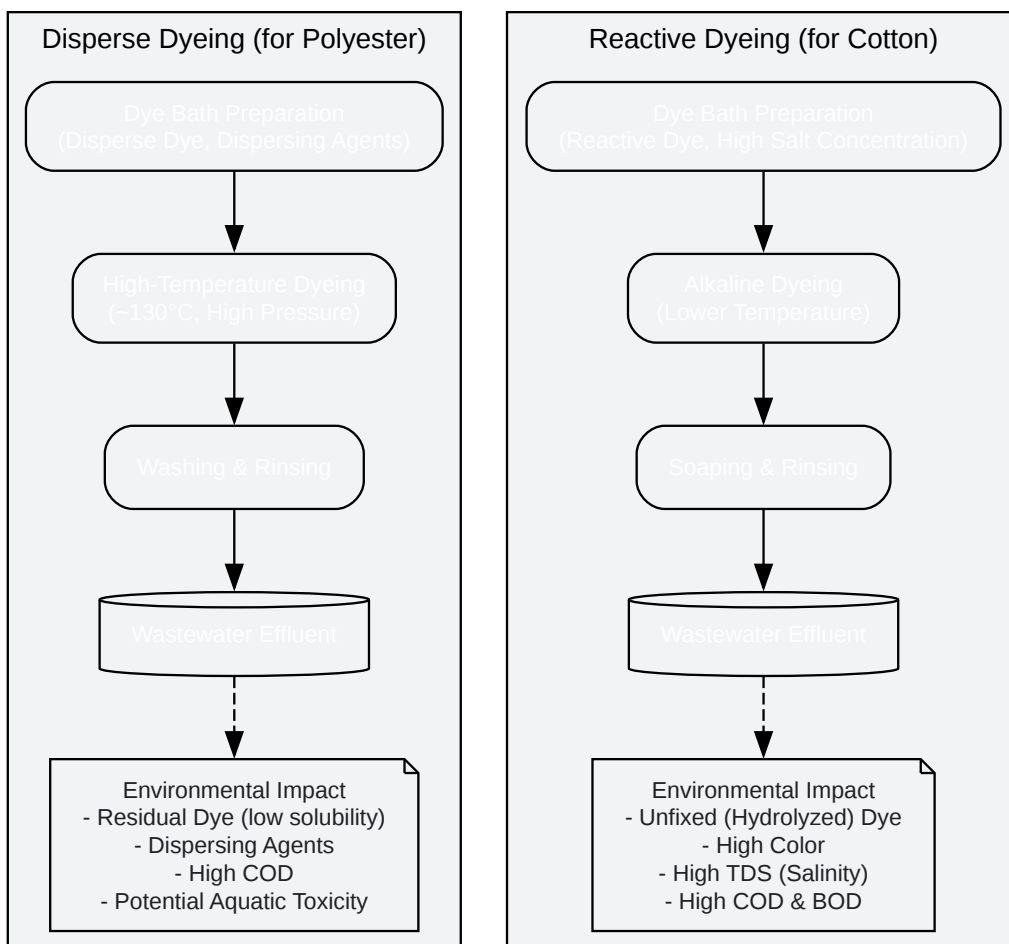 Disperse Dyeing (for Polyester)
Dye Bath Preparation
(Disperse Dye, Dispersing Agents)
High-Temperature Dyeing
(~130°C, High Pressure)
Washing & Rinsing
Wastewater Effluent
Environmental Impact
- Residual Dye (low solubility)
- Dispersing Agents
- High COD
- Potential Aquatic Toxicity
Reactive Dyeing (for Cotton)
Dye Bath Preparation
(Reactive Dye, High Salt Concentration)
Alkaline Dyeing
(Lower Temperature)
Soaping & Rinsing
Wastewater Effluent
Environmental Impact
- Unfixed (Hydrolyzed) Dye
- High Color
- High TDS (Salinity)
- High COD & BOD